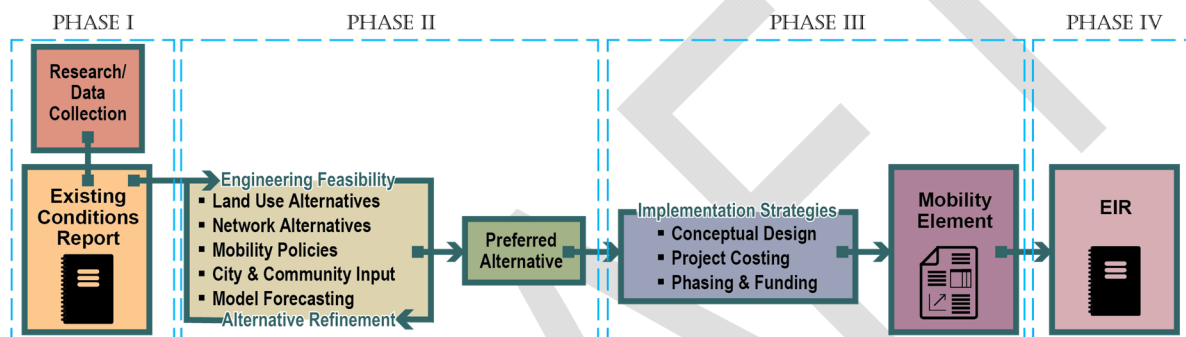 PHASE I
PHASE II
PHASE III
PHASE IV
Research/
Data
Collection
Existing
Conditions
Report
Engineering Feasibility
▪ Land Use Alternatives
▪ Network Alternatives
▪ Mobility Policies
▪ City & Community Input
▪ Model Forecasting
Alternative Refinement
Preferred
Alternative
Implementation Strategies
▪ Conceptual Design
▪ Project Costing
▪ Phasing & Funding
Mobility
Element
EIR